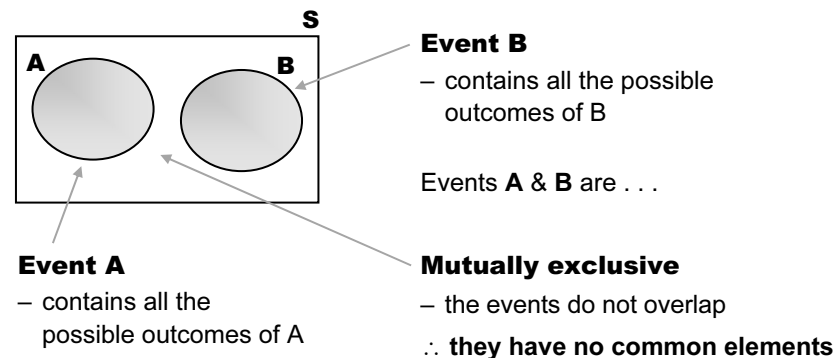 S
A
B
Event B
– contains all the possible
outcomes of B
Events A & B are . . .
Event A
– contains all the
possible outcomes of A
Mutually exclusive
– the events do not overlap
∴ they have no common elements